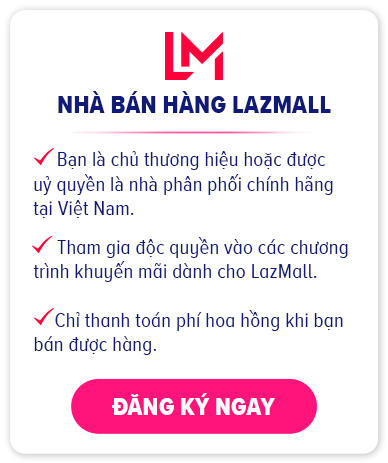 LM
NHÀ BÁN HÀNG LAZMALL
Bạn là chủ thương hiệu hoặc được
uỷ quyền là nhà phân phối chính hãng
tại Việt Nam.
Tham gia độc quyền vào các chương
trình khuyến mãi dành cho LazMall.
Chỉ thanh toán phí hoa hồng khi bạn
bán được hàng.
ĐĂNG KÝ NGAY